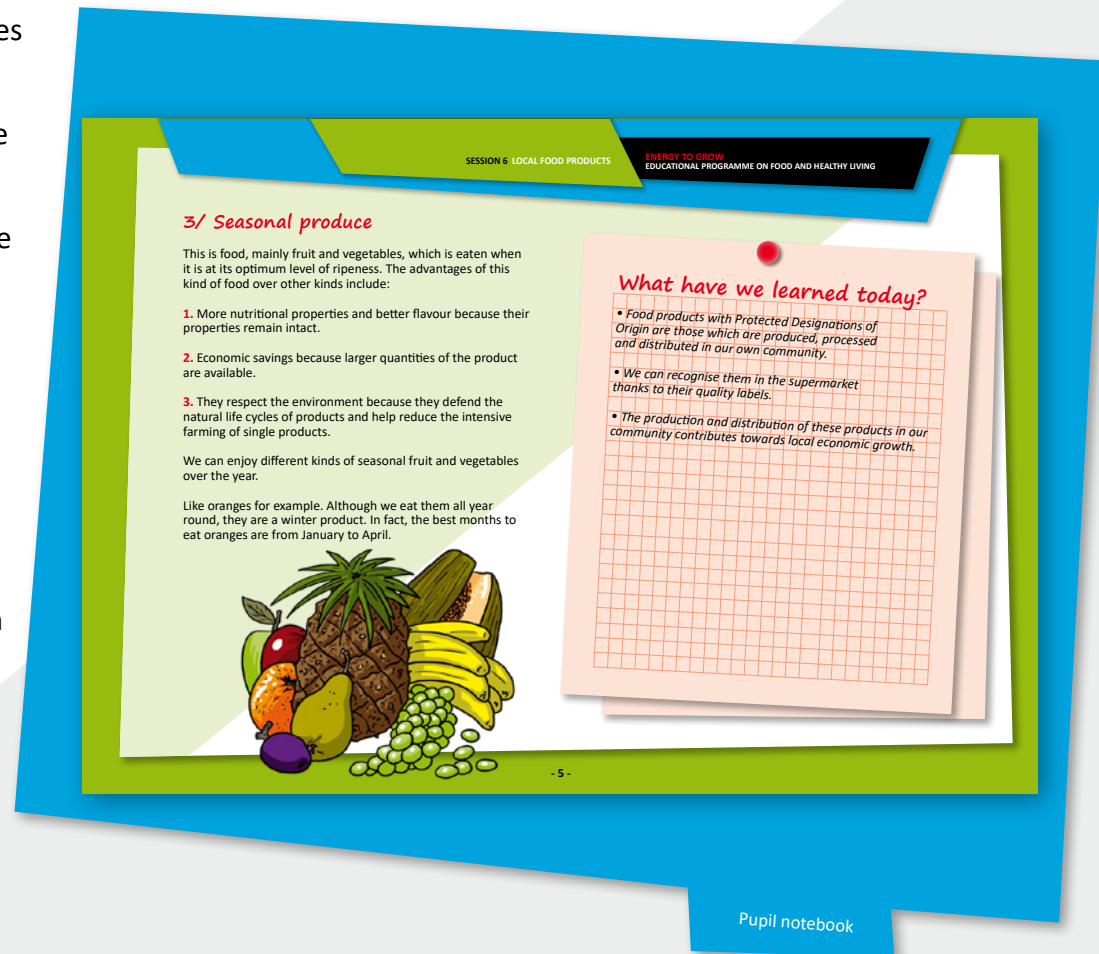 es
e
e
SESSION 6 LOCAL FOOD PRODUCTS
ENERGY TO GROW
EDUCATIONAL PROGRAMME ON FOOD AND HEALTHY LIVING
3/ Seasonal produce
This is food, mainly fruit and vegetables, which is eaten when
it is at its optimum level of ripeness. The advantages of this
kind of food over other kinds include:
1. More nutritional properties and better flavour because their
properties remain intact.
2. Economic savings because larger quantities of the product
are available.
3. They respect the environment because they defend the
natural life cycles of products and help reduce the intensive
farming of single products.
We can enjoy different kinds of seasonal fruit and vegetables
over the year.
Like oranges for example. Although we eat them all year
round, they are a winter product. In fact, the best months to
eat oranges are from January to April.
What have we learned today?
• Food products with Protected Designations of
Origin are those which are produced, processed
and distributed in our own community.
• We can recognise them in the supermarket
thanks to their quality labels.
• The production and distribution of these products in our
community contributes towards local economic growth.
- 5 -
Pupil notebook